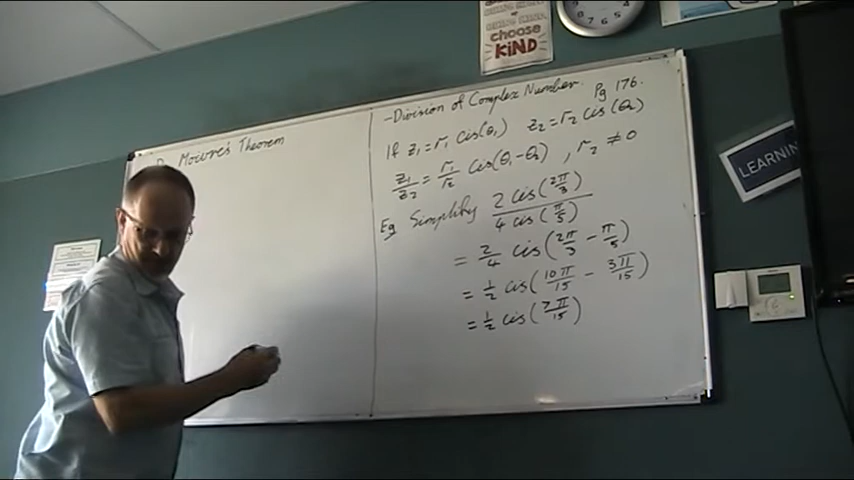 choose
KIND
Moivre's Theorem
- Division of Complex Number Pg 176.
If z₁ = r₁ cis(θ₁) z₂ = r₂ cis(θ₂)
z₁/z₂ = r₁/r₂ cis(θ₁ - θ₂) , r₂ ≠ 0
Eg Simplify 2 cis(2π/3) / 4 cis(π/5)
= 2/4 cis(2π/3 - π/5)
= 1/2 cis(10π/15 - 3π/15)
= 1/2 cis(7π/15)
LEARNING